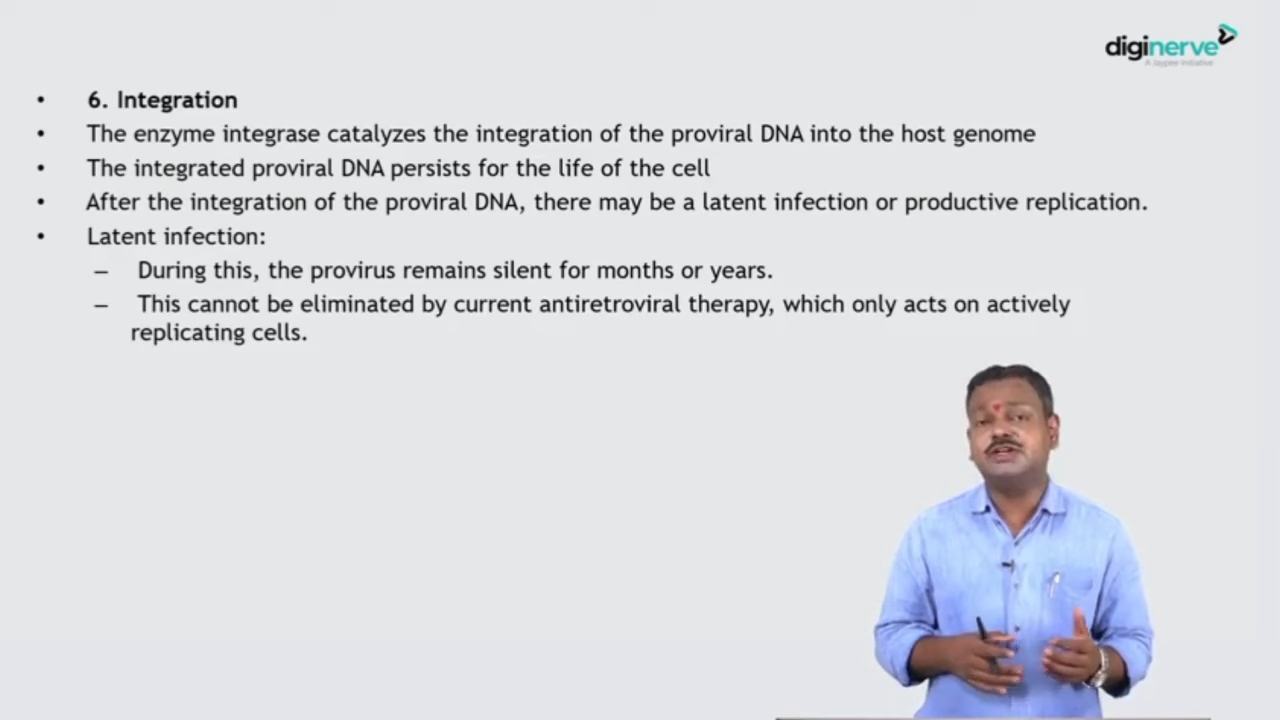 diginerve
A Jaypee Initiative
• 6. Integration
• The enzyme integrase catalyzes the integration of the proviral DNA into the host genome
• The integrated proviral DNA persists for the life of the cell
• After the integration of the proviral DNA, there may be a latent infection or productive replication.
• Latent infection:
– During this, the provirus remains silent for months or years.
– This cannot be eliminated by current antiretroviral therapy, which only acts on actively
replicating cells.